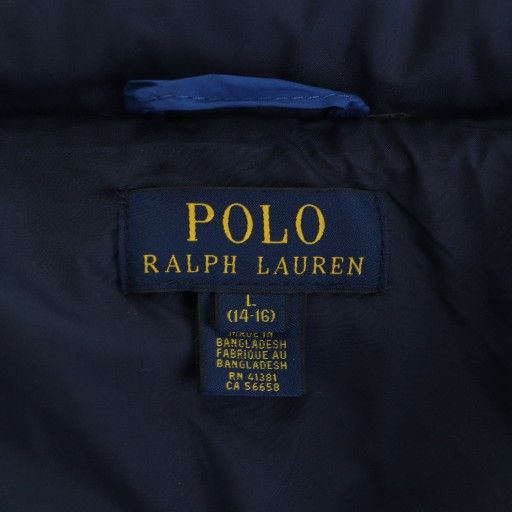 POLO
RALPH LAUREN
L
(14-16)
MADE IN
BANGLADESH
FABRIQUE AU
BANGLADESH
RN 41381
CA 56658